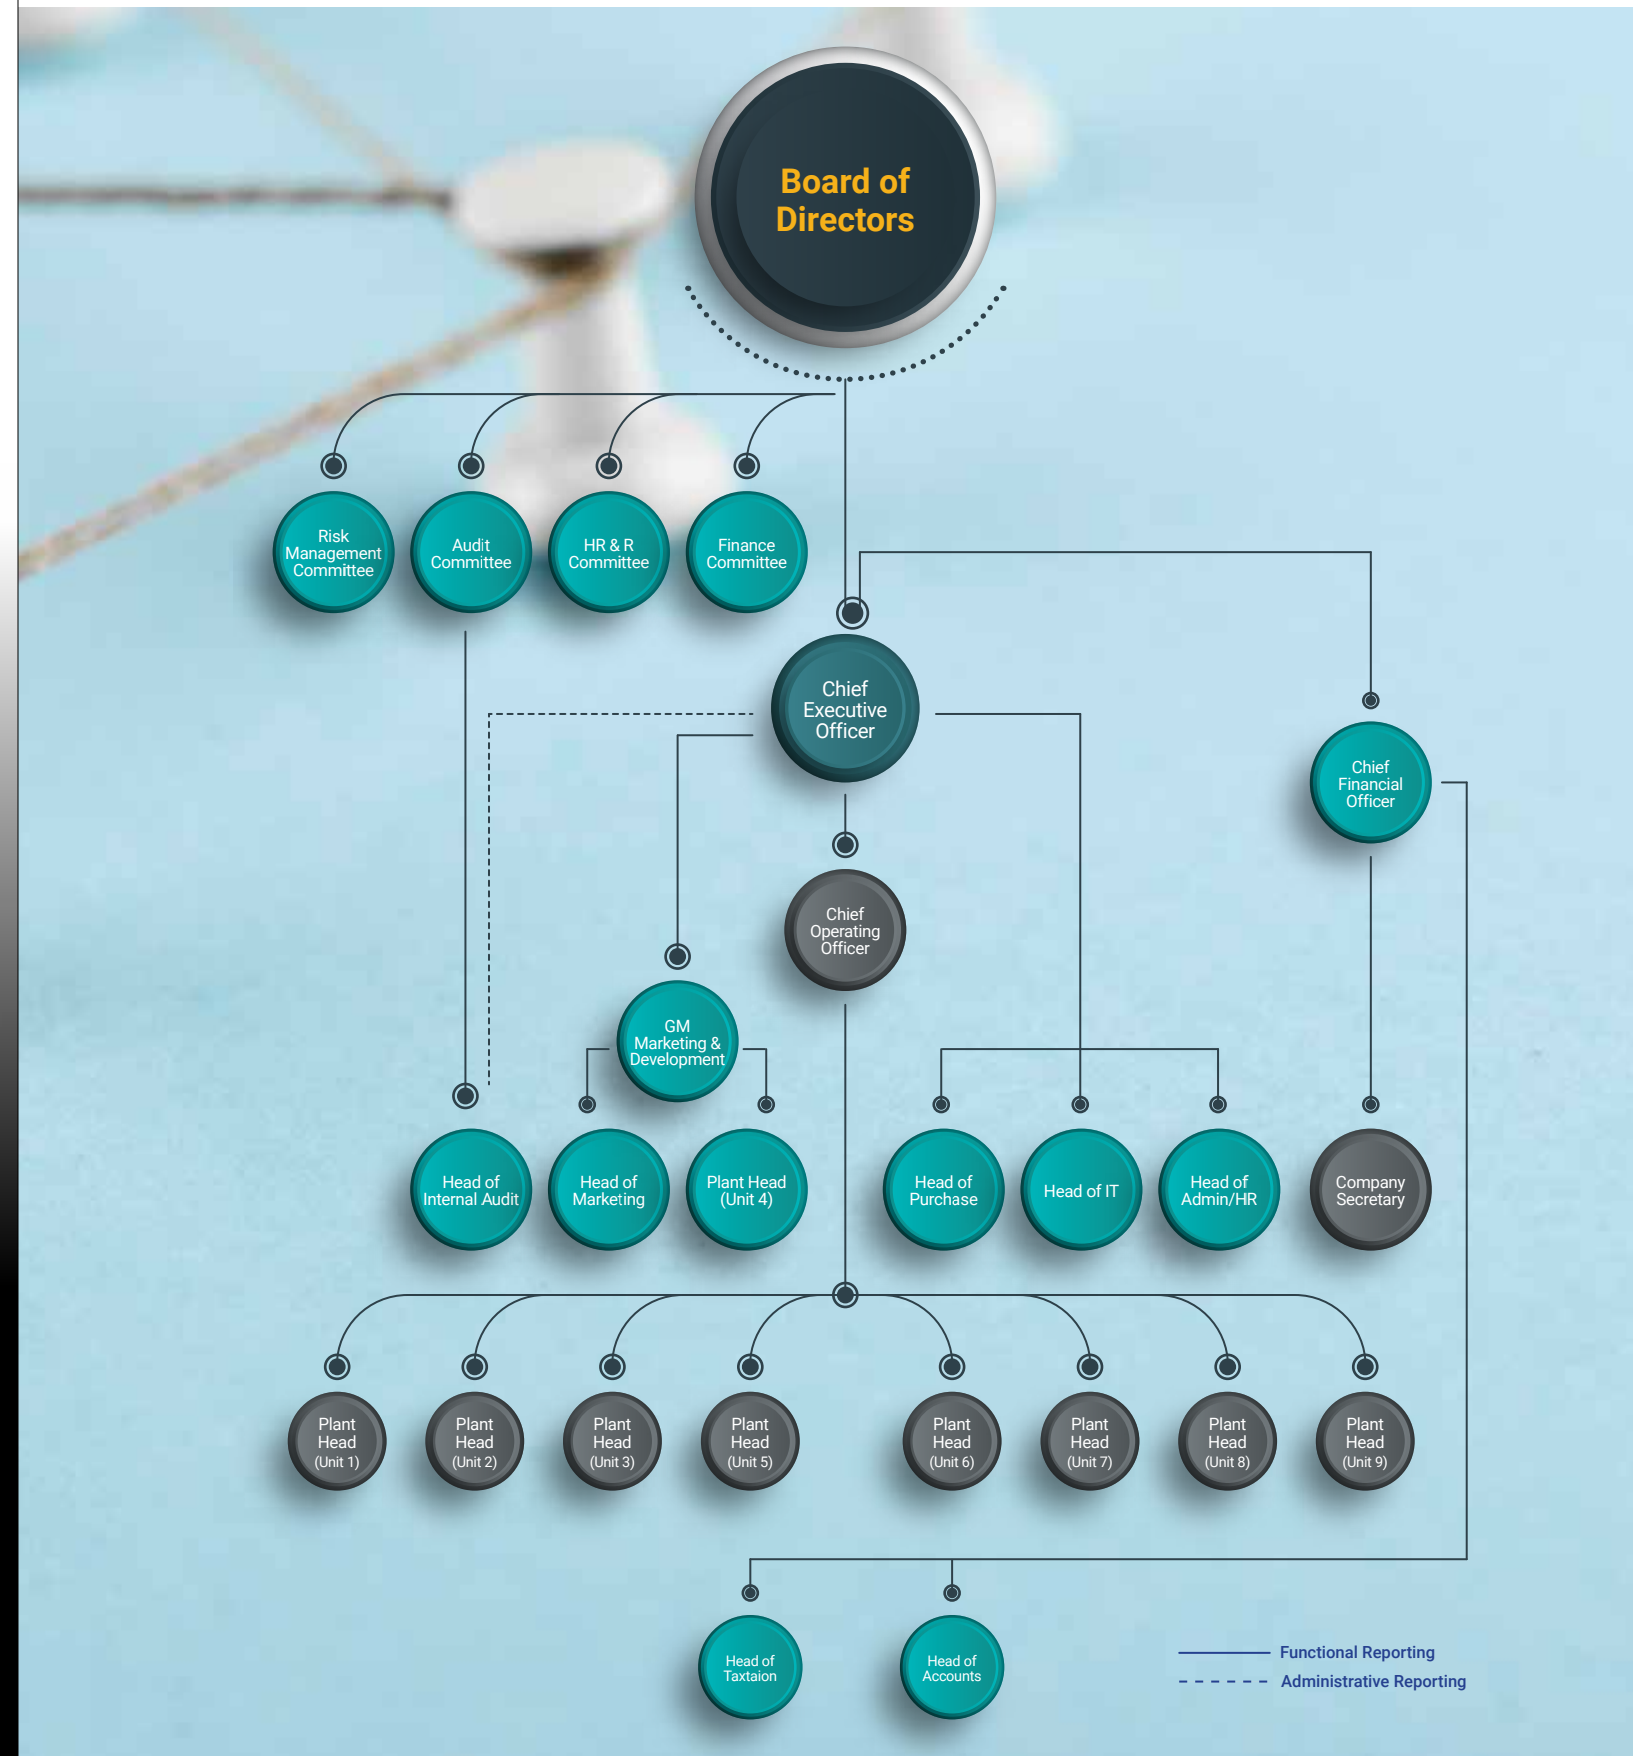 Board of
Directors
Risk
Management
Committee
Audit
Committee
HR & R
Committee
Finance
Committee
Chief
Executive
Officer
Chief
Financial
Officer
Chief
Operating
Officer
GM
Marketing &
Development
Head of
Internal Audit
Head of
Marketing
Plant Head
(Unit 4)
Head of
Purchase
Head of IT
Head of
Admin/HR
Company
Secretary
Plant
Head
(Unit 1)
Plant
Head
(Unit 2)
Plant
Head
(Unit 3)
Plant
Head
(Unit 5)
Plant
Head
(Unit 6)
Plant
Head
(Unit 7)
Plant
Head
(Unit 8)
Plant
Head
(Unit 9)
Head of
Taxtaion
Head of
Accounts
Functional Reporting
Administrative Reporting